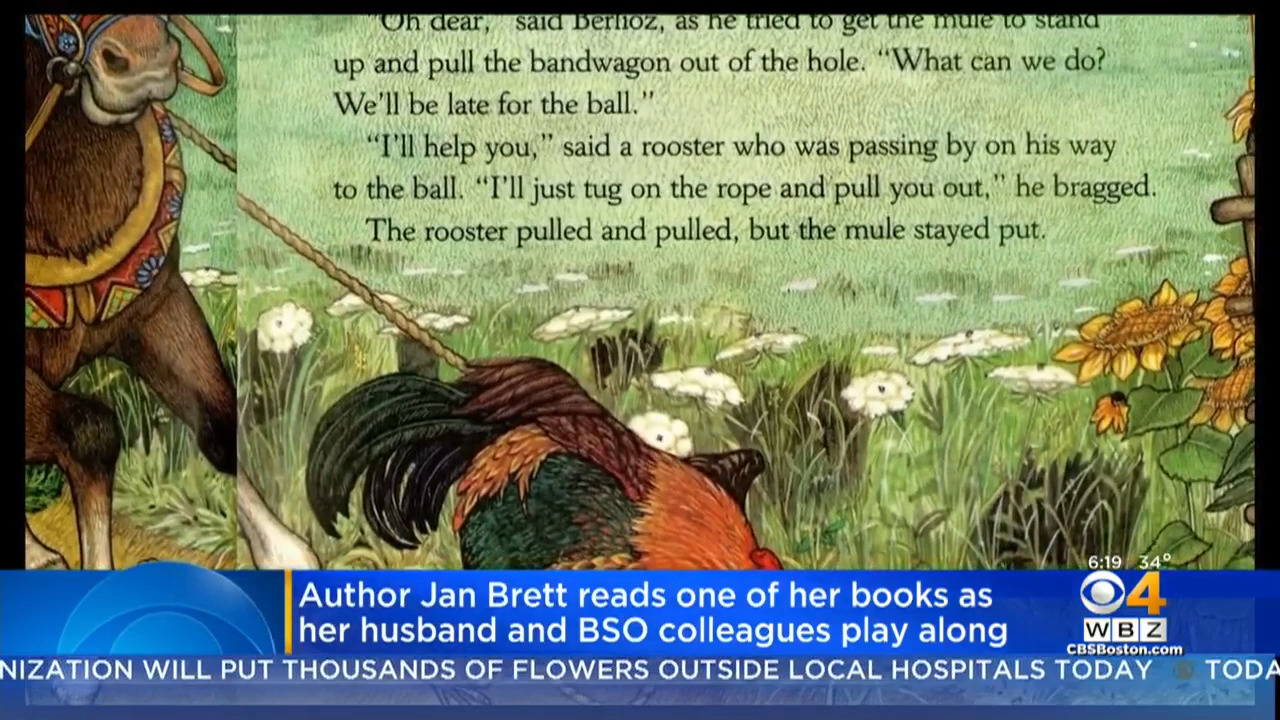 "Oh dear," said Berlioz, as he tried to get the mule to stand
up and pull the bandwagon out of the hole. "What can we do?
We'll be late for the ball."
"I'll help you," said a rooster who was passing by on his way
to the ball. "I'll just tug on the rope and pull you out," he bragged.
The rooster pulled and pulled, but the mule stayed put.
6:19 34°
Author Jan Brett reads one of her books as
her husband and BSO colleagues play along
4
WBZ
CBSBoston.com
NIZATION WILL PUT THOUSANDS OF FLOWERS OUTSIDE LOCAL HOSPITALS TODAY TODA